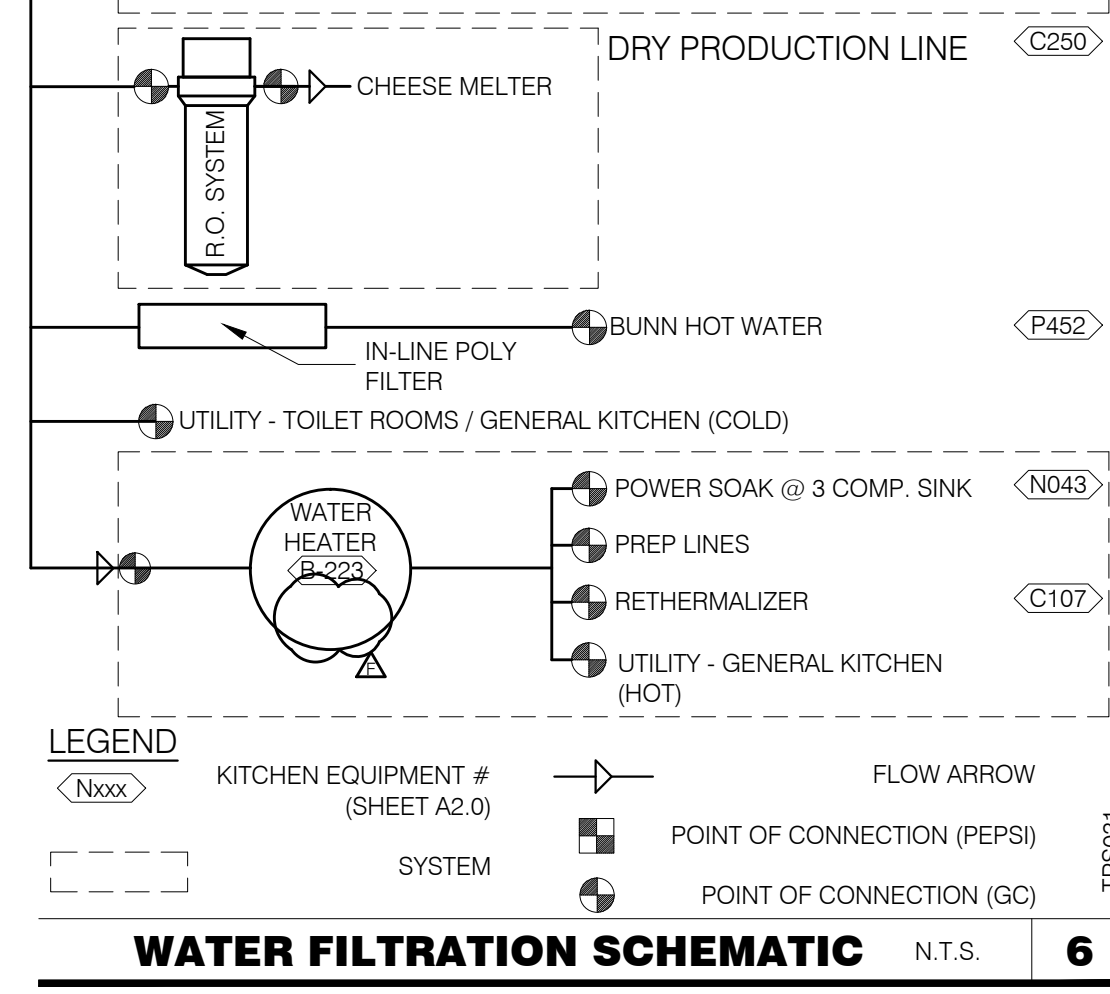 DRY PRODUCTION LINE
C250
CHEESE MELTER
R.O. SYSTEM
BUNN HOT WATER
P452
IN-LINE POLY
FILTER
UTILITY - TOILET ROOMS / GENERAL KITCHEN (COLD)
WATER
HEATER
B-223
F
POWER SOAK @ 3 COMP. SINK
N043
PREP LINES
RETHERMALIZER
C107
UTILITY - GENERAL KITCHEN
(HOT)
LEGEND
Nxxx
KITCHEN EQUIPMENT #
(SHEET A2.0)
SYSTEM
FLOW ARROW
POINT OF CONNECTION (PEPSI)
POINT OF CONNECTION (GC)
WATER FILTRATION SCHEMATIC
N.T.S.
6